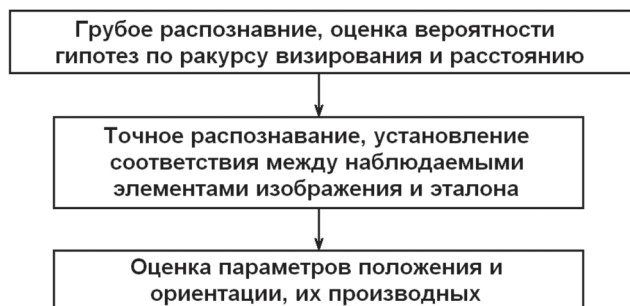 Грубое распознавние, оценка вероятности
гипотез по ракурсу визирования и расстоянию
Точное распознавание, установление
соответствия между наблюдаемыми
элементами изображения и эталона
Оценка параметров положения и
ориентации, их производных